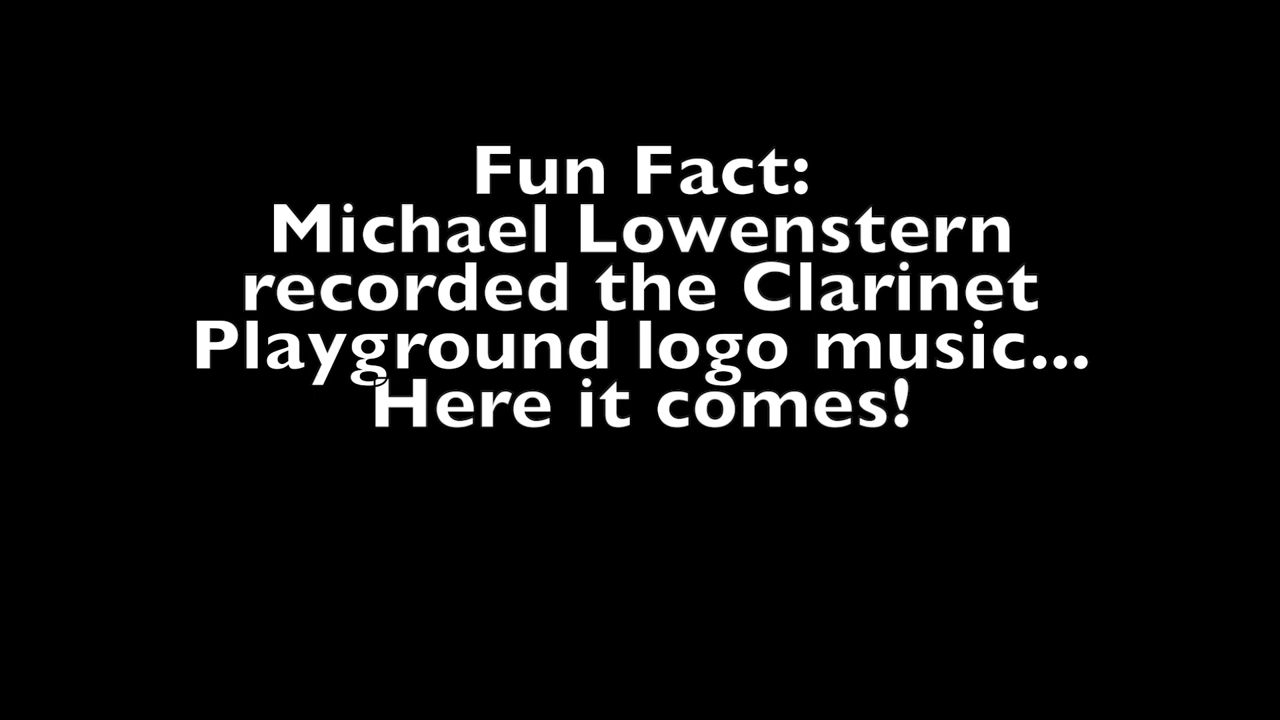 Fun Fact:
Michael Lowenstern
recorded the Clarinet
Playground logo music...
Here it comes!